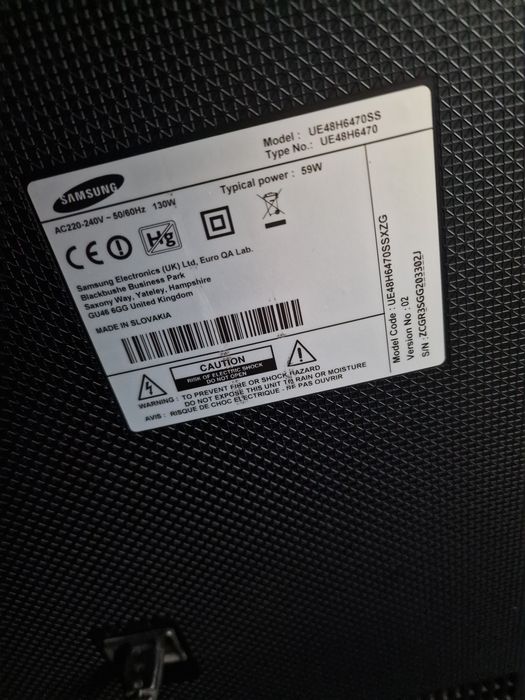 Model : UE48H6470SS
Type No.: UE48H6470
SAMSUNG
AC220-240V ~ 50/60Hz 130W
Typical power : 59W
CE
Hg
Samsung Electronics (UK) Ltd, Euro QA Lab.
Blackbushe Business Park
Saxony Way, Yateley, Hampshire
GU46 6GG United Kingdom
MADE IN SLOVAKIA
CAUTION
RISK OF ELECTRIC SHOCK
DO NOT OPEN
WARNING : TO PREVENT FIRE OR SHOCK HAZARD
DO NOT EXPOSE THIS UNIT TO RAIN OR MOISTURE
AVIS : RISQUE DE CHOC ELECTRIQUE - NE PAS OUVRIR
Model Code : UE48H6470SSXZG
Version No : 02
S/N : ZCGR3SGG203302J